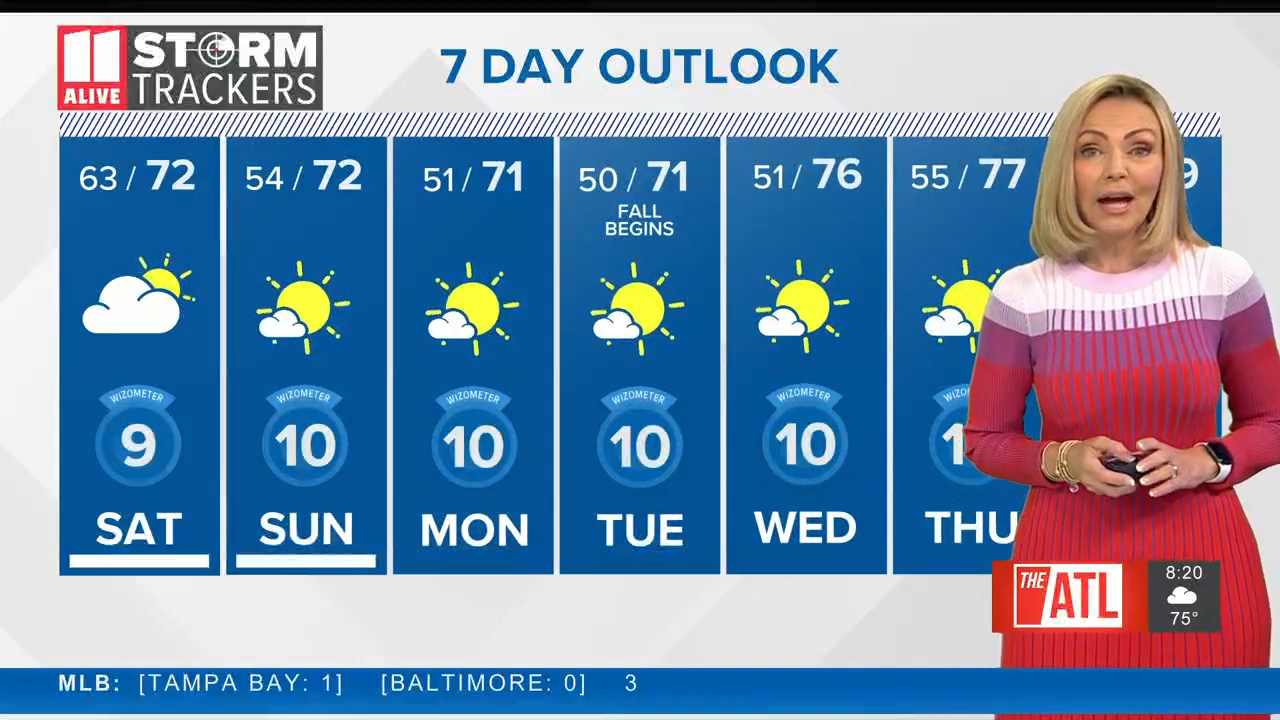 11
ALIVE
STORM
TRACKERS
7 DAY OUTLOOK
63 / 72
54 / 72
51 / 71
50 / 71
51 / 76
55 / 77
9
FALL
BEGINS
WIZOMETER
WIZOMETER
WIZOMETER
WIZOMETER
WIZOMETER
9
10
10
10
10
SAT
SUN
MON
TUE
WED
THU
THE
ATL
8:20
75°
MLB: [TAMPA BAY: 1] [BALTIMORE: 0] 3